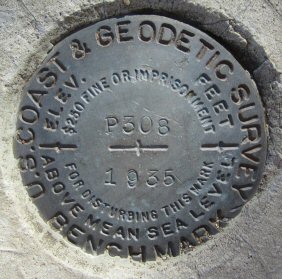 U.S. COAST & GEODETIC SURVEY
BENCH MARK
ELEV. FEET
ABOVE MEAN SEA LEVEL
$250 FINE OR IMPRISONMENT
FOR DISTURBING THIS MARK
P308
1935